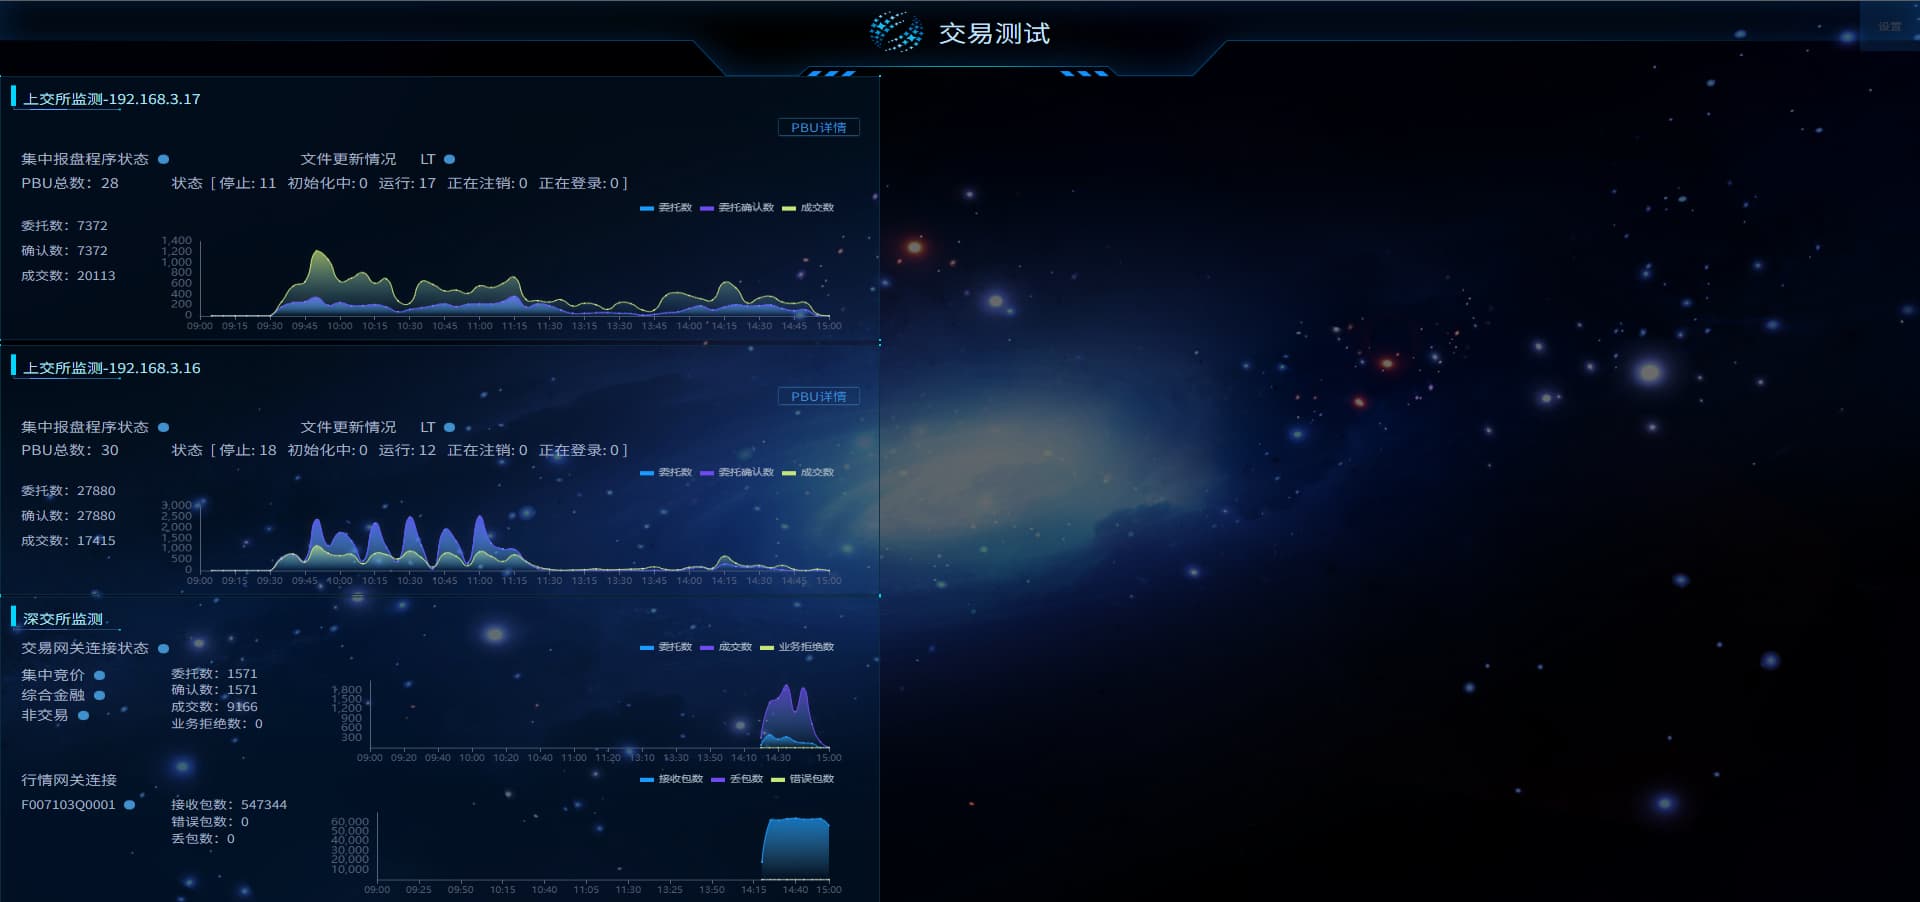 交易测试
设置
上交所监测-192.168.3.17
PBU详情
集中报盘程序状态 文件更新情况 LT
PBU总数：28 状态 [ 停止: 11 初始化中: 0 运行: 17 正在注销: 0 正在登录: 0 ]
委托数 委托确认数 成交数
委托数：7372
确认数：7372
成交数：20113
1,400
1,200
1,000
800
600
400
200
0
09:00 09:15 09:30 09:45 10:00 10:15 10:30 10:45 11:00 11:15 11:30 13:15 13:30 13:45 14:00 14:15 14:30 14:45 15:00
上交所监测-192.168.3.16
PBU详情
集中报盘程序状态 文件更新情况 LT
PBU总数：30 状态 [ 停止: 18 初始化中: 0 运行: 12 正在注销: 0 正在登录: 0 ]
委托数 委托确认数 成交数
委托数：27880
确认数：27880
成交数：17415
3,000
2,500
2,000
1,500
1,000
500
0
09:00 09:15 09:30 09:45 10:00 10:15 10:30 10:45 11:00 11:15 11:30 13:15 13:30 13:45 14:00 14:15 14:30 14:45 15:00
深交所监测
交易网关连接状态
委托数 成交数 业务拒绝数
集中竞价
综合金融
非交易
委托数：1571
确认数：1571
成交数：9166
业务拒绝数：0
1,800
1,500
1,200
900
600
300
09:00 09:20 09:40 10:00 10:20 10:40 11:00 11:20 13:10 13:30 13:50 14:10 14:30 15:00
行情网关连接
接收包数 丢包数 错误包数
F007103Q0001
接收包数：547344
错误包数：0
丢包数：0
60,000
50,000
40,000
30,000
20,000
10,000
09:00 09:25 09:50 10:15 10:40 11:05 11:30 13:25 13:50 14:15 14:40 15:00